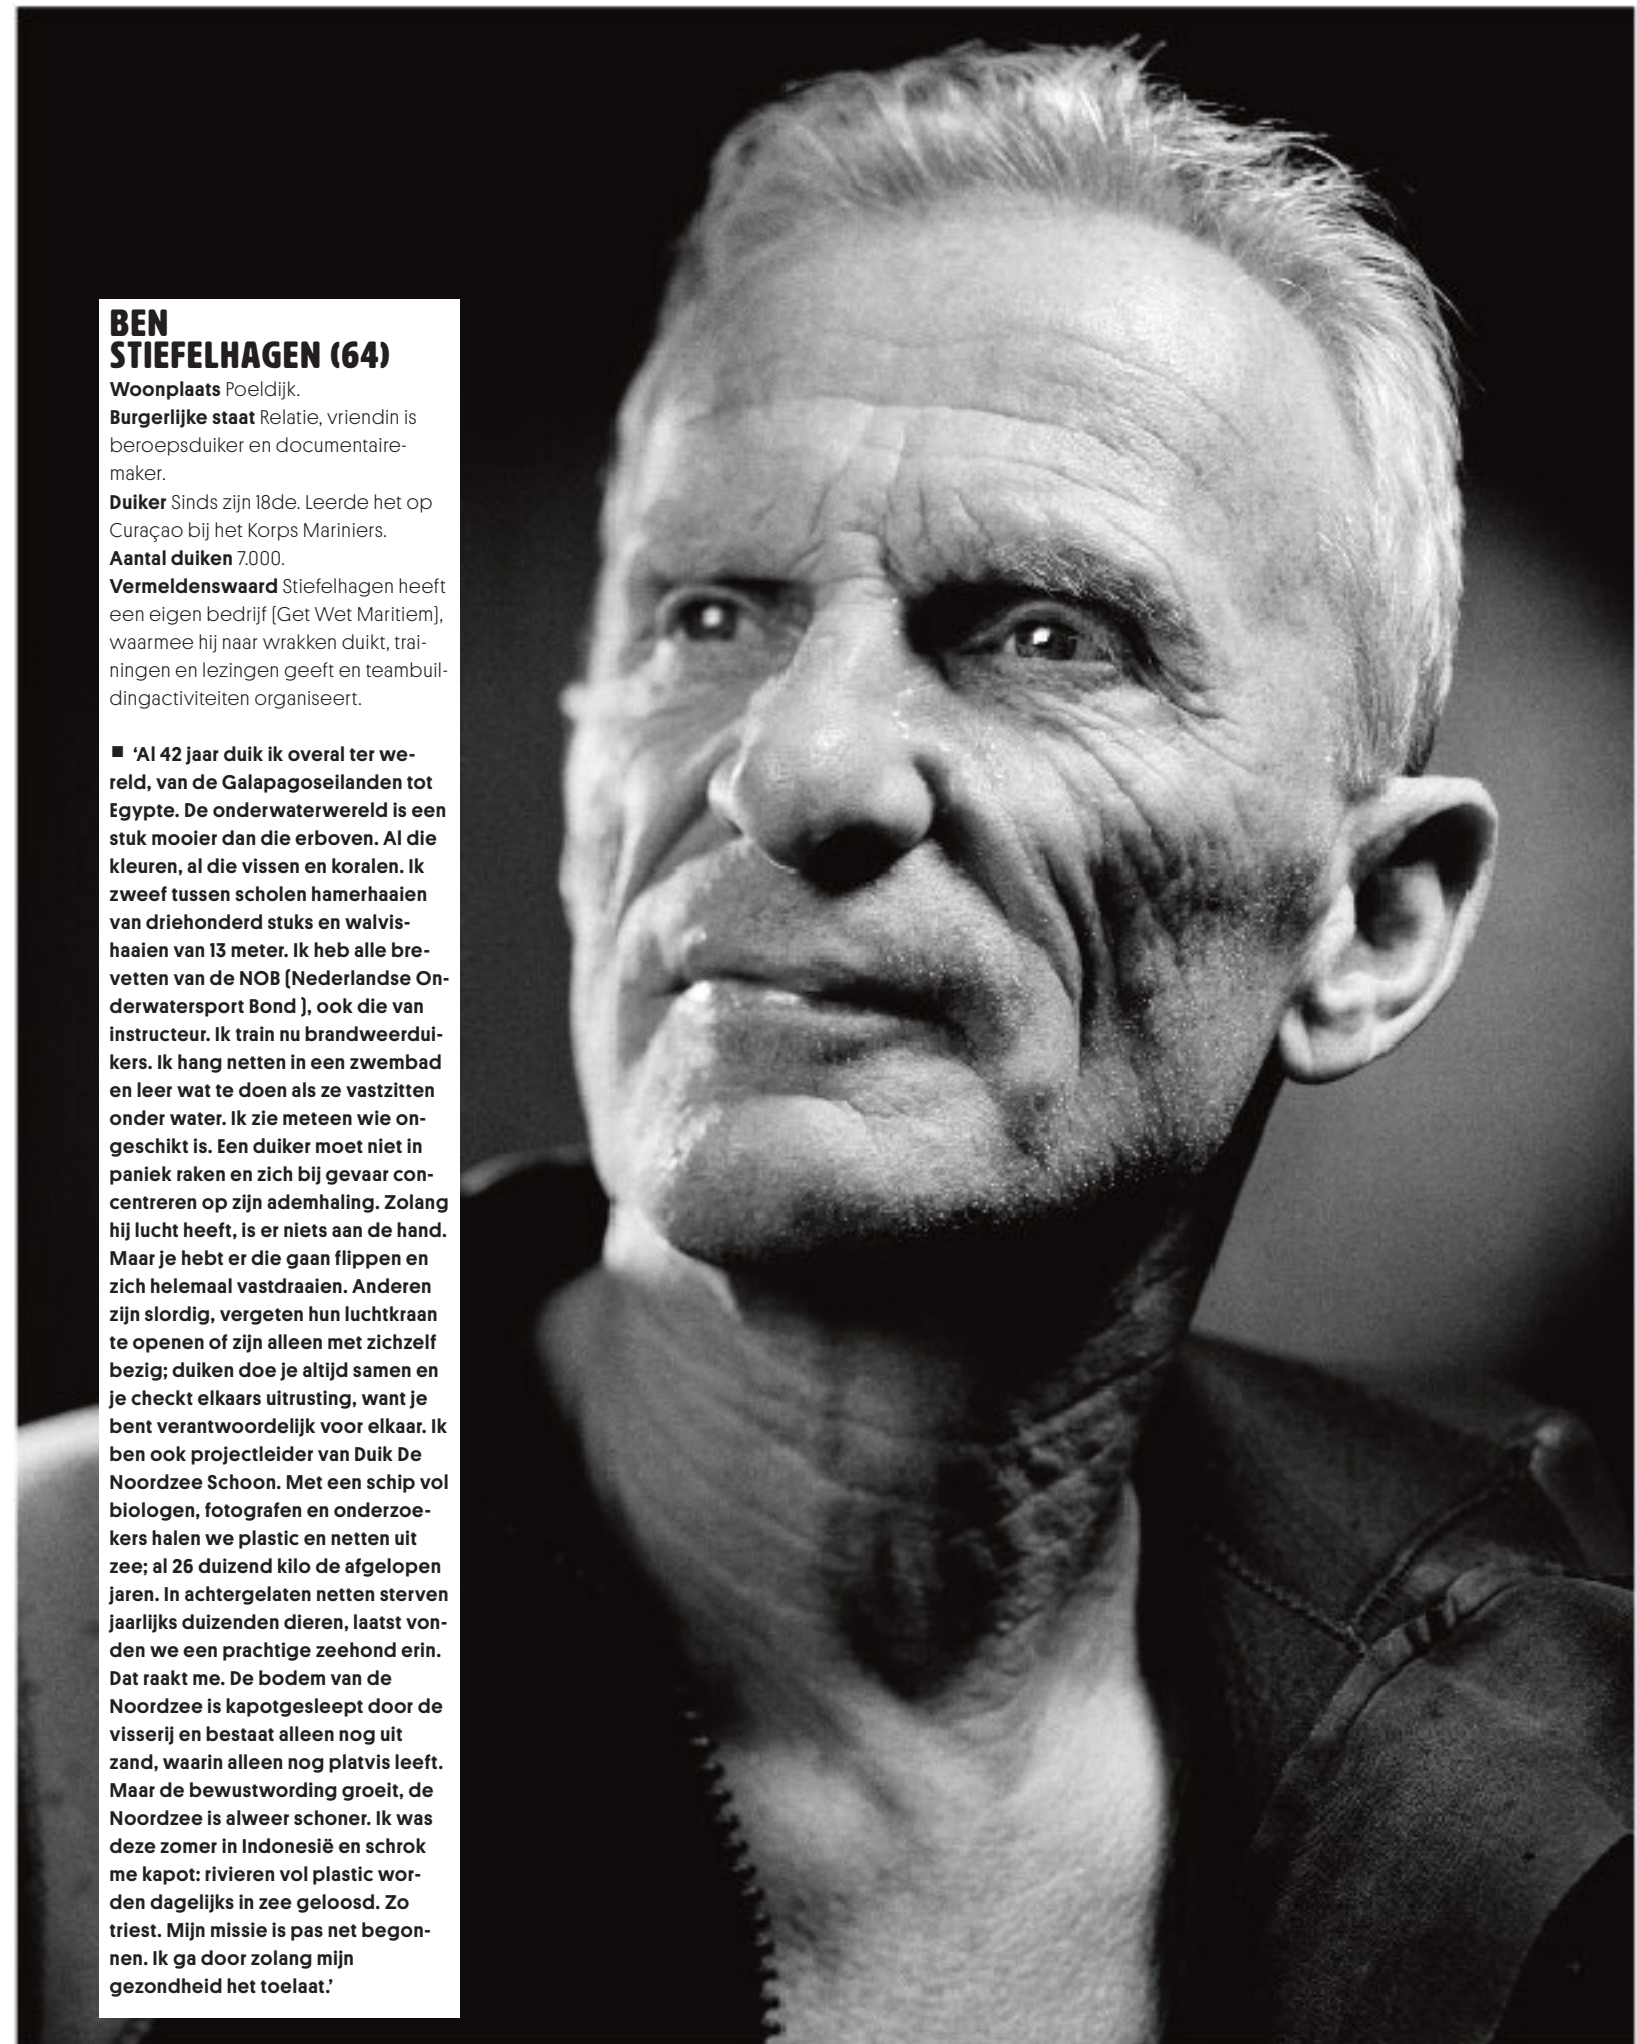 BEN
STIEFELHAGEN (64)
Woonplaats Poeldijk.
Burgerlijke staat Relatie, vriendin is
beroepsduiker en documentaire-
maker.
Duiker Sinds zijn 18de. Leerde het op
Curaçao bij het Korps Mariniers.
Aantal duiken 7.000.
Vermeldenswaard Stiefelhagen heeft
een eigen bedrijf (Get Wet Maritiem),
waarmee hij naar wrakken duikt, trai-
ningen en lezingen geeft en teambuil-
dingactiviteiten organiseert.
■ ‘Al 42 jaar duik ik overal ter we-
reld, van de Galapagoseilanden tot
Egypte. De onderwaterwereld is een
stuk mooier dan die erboven. Al die
kleuren, al die vissen en koralen. Ik
zweef tussen scholen hamerhaaien
van driehonderd stuks en walvis-
haaien van 13 meter. Ik heb alle bre-
vetten van de NOB (Nederlandse On-
derwatersport Bond ), ook die van
instructeur. Ik train nu brandweerdui-
kers. Ik hang netten in een zwembad
en leer wat te doen als ze vastzitten
onder water. Ik zie meteen wie on-
geschikt is. Een duiker moet niet in
paniek raken en zich bij gevaar con-
centreren op zijn ademhaling. Zolang
hij lucht heeft, is er niets aan de hand.
Maar je hebt er die gaan flippen en
zich helemaal vastdraaien. Anderen
zijn slordig, vergeten hun luchtkraan
te openen of zijn alleen met zichzelf
bezig; duiken doe je altijd samen en
je checkt elkaars uitrusting, want je
bent verantwoordelijk voor elkaar. Ik
ben ook projectleider van Duik De
Noordzee Schoon. Met een schip vol
biologen, fotografen en onderzoe-
kers halen we plastic en netten uit
zee; al 26 duizend kilo de afgelopen
jaren. In achtergelaten netten sterven
jaarlijks duizenden dieren, laatst von-
den we een prachtige zeehond erin.
Dat raakt me. De bodem van de
Noordzee is kapotgesleept door de
visserij en bestaat alleen nog uit
zand, waarin alleen nog platvis leeft.
Maar de bewustwording groeit, de
Noordzee is alweer schoner. Ik was
deze zomer in Indonesië en schrok
me kapot: rivieren vol plastic wor-
den dagelijks in zee geloosd. Zo
triest. Mijn missie is pas net begon-
nen. Ik ga door zolang mijn
gezondheid het toelaat.’